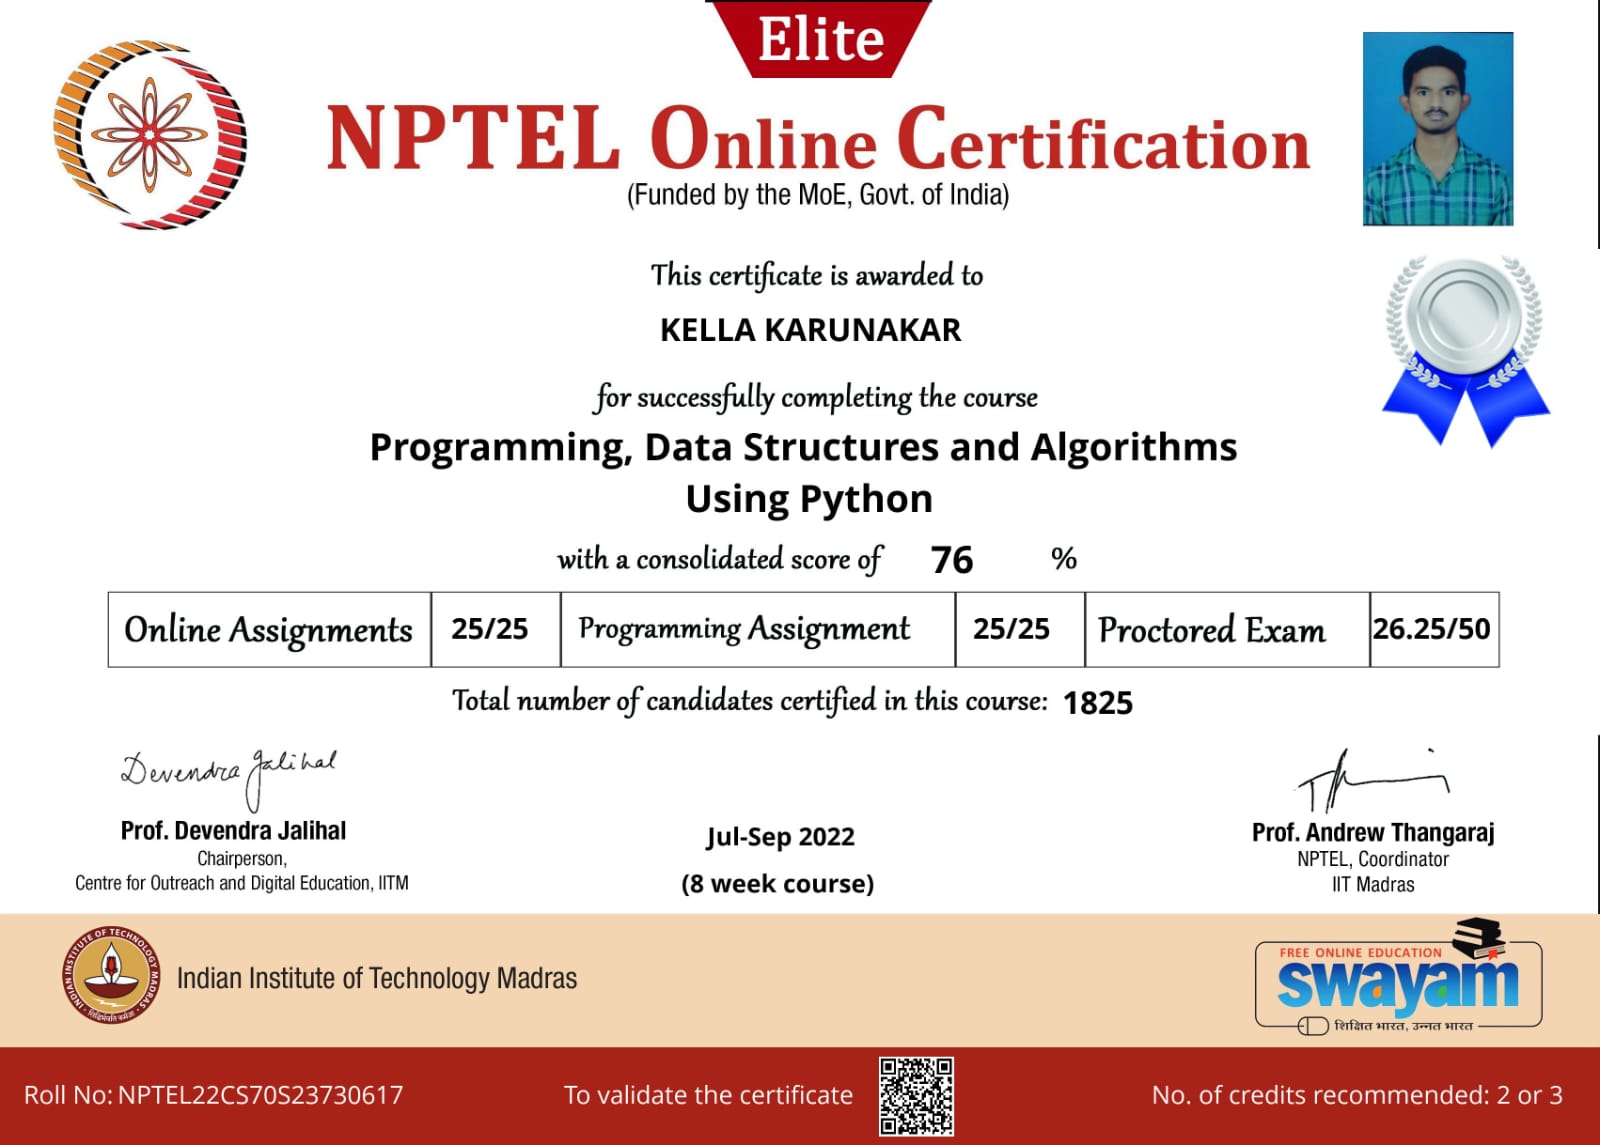 Elite
NPTEL Online Certification
(Funded by the MoE, Govt. of India)
This certificate is awarded to
KELLA KARUNAKAR
for successfully completing the course
Programming, Data Structures and Algorithms
Using Python
with a consolidated score of 76 %
Online Assignments 25/25 Programming Assignment 25/25 Proctored Exam 26.25/50
Total number of candidates certified in this course: 1825
Devendra Jalihal
Prof. Devendra Jalihal
Chairperson,
Centre for Outreach and Digital Education, IITM
Jul-Sep 2022
(8 week course)
Prof. Andrew Thangaraj
NPTEL, Coordinator
IIT Madras
INDIAN INSTITUTE OF TECHNOLOGY MADRAS
सिद्धिर्भवति कर्मजा
Indian Institute of Technology Madras
FREE ONLINE EDUCATION
swayam
शिक्षित भारत, उन्नत भारत
Roll No: NPTEL22CS70S23730617
To validate the certificate
No. of credits recommended: 2 or 3